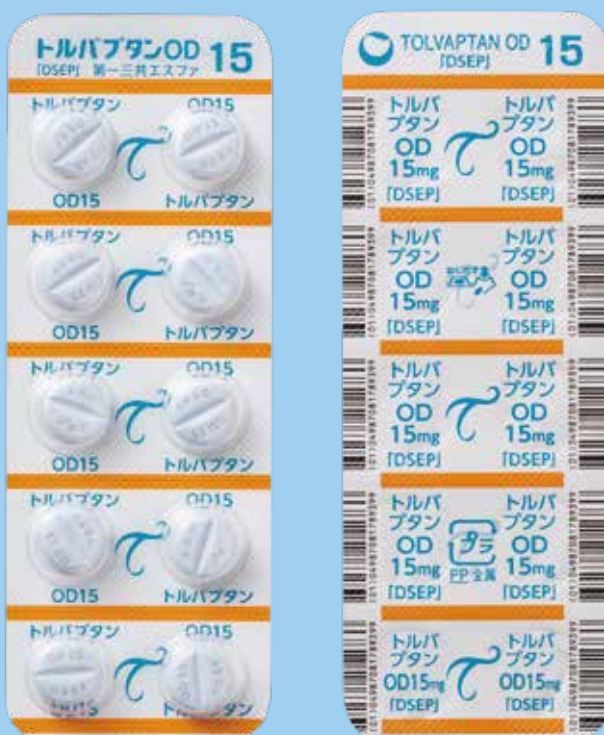 トルバプタンOD 15
「DSEP」 第一三共エスファ
トルバプタン OD15
OD15 トルバプタン
トルバプタン OD15
OD15 トルバプタン
トルバプタン OD15
OD15 トルバプタン
トルバプタン OD15
OD15 トルバプタン
トルバプタン OD15
OD15 トルバプタン
TOLVAPTAN OD 15
「DSEP」
トルバ トルバ
プタン プタン
OD OD
15mg 15mg
「DSEP」 「DSEP」
トルバ トルバ
プタン プタン
OD OD
15mg 15mg
「DSEP」 「DSEP」
トルバ トルバ
プタン プタン
OD OD
15mg 15mg
「DSEP」 「DSEP」
トルバ トルバ
プタン プタン
OD プラ OD
15mg PP 金属 15mg
「DSEP」 「DSEP」
トルバ トルバ
プタン プタン
OD15mg OD15mg
「DSEP」 「DSEP」